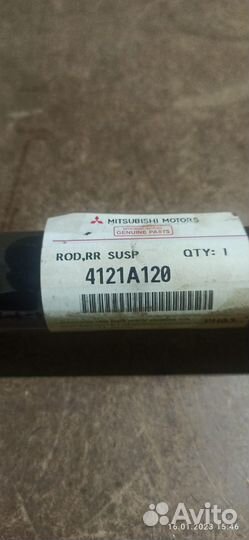 MITSUBISHI MOTORS
GENUINE PARTS
ROD,RR SUSP QTY: 1
4121A120
16.01.2023 15:46
Avito